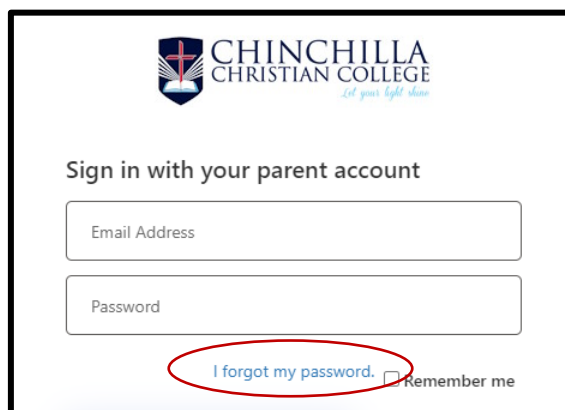 CHINCHILLA
CHRISTIAN COLLEGE
Let your light shine
Sign in with your parent account
Email Address
Password
I forgot my password.
Remember me